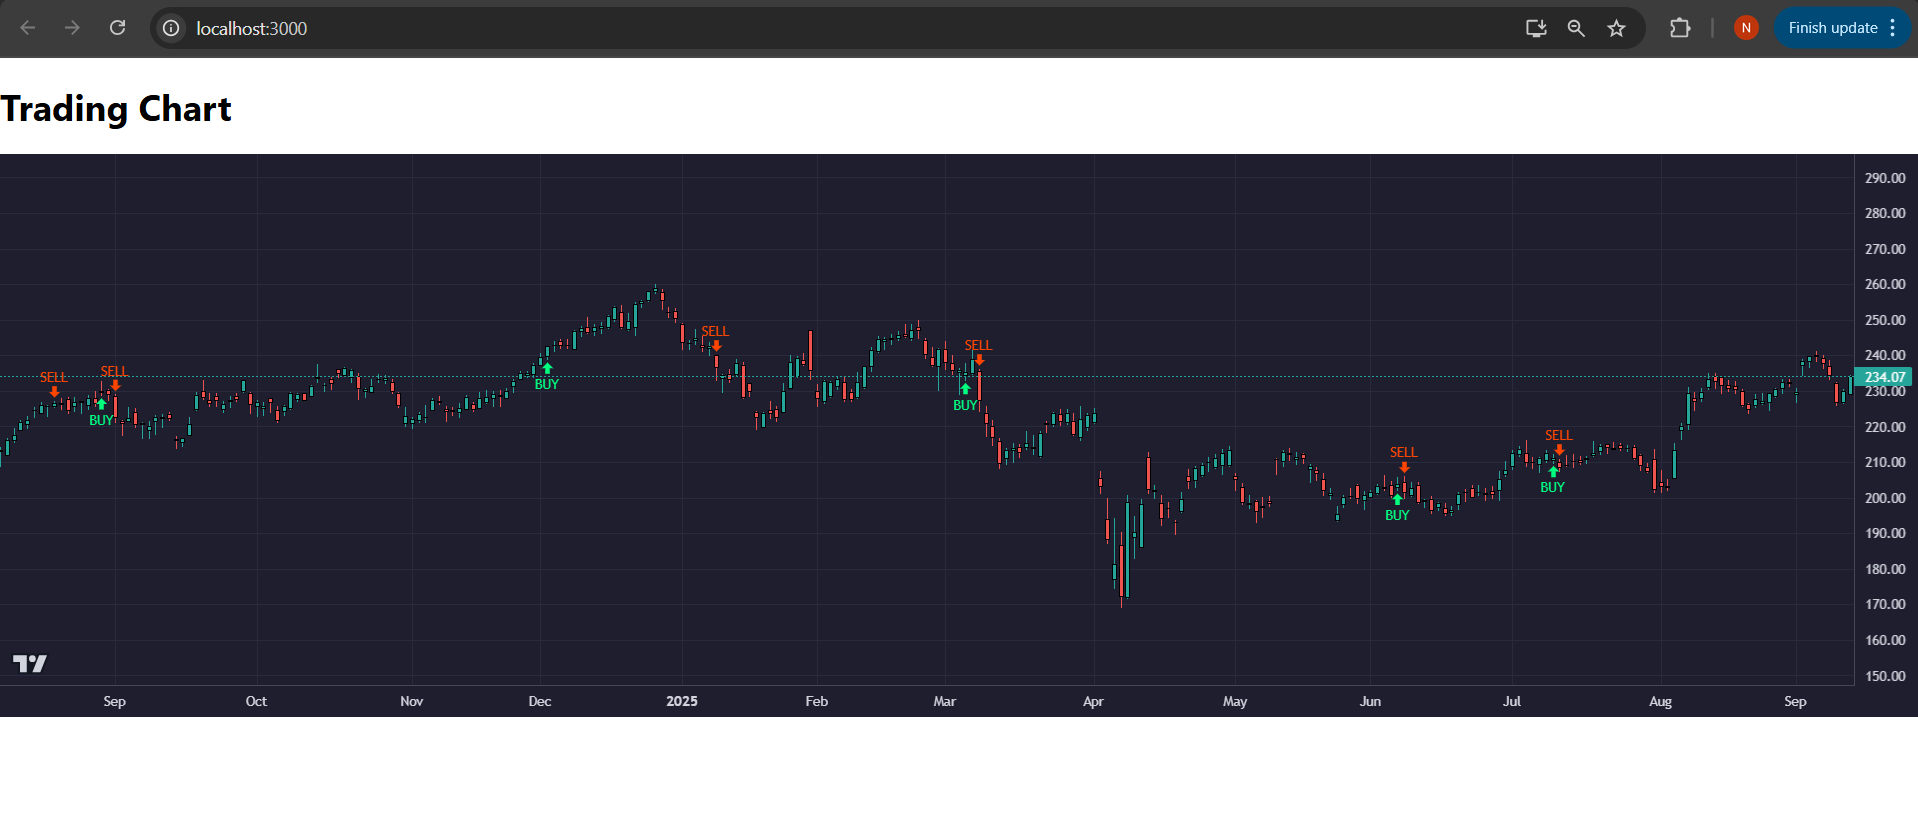 localhost:3000
N
Finish update
Trading Chart
290.00
280.00
270.00
260.00
250.00
240.00
234.07
230.00
220.00
210.00
200.00
190.00
180.00
170.00
160.00
150.00
SELL
SELL
BUY
BUY
SELL
SELL
BUY
SELL
BUY
SELL
BUY
Sep Oct Nov Dec 2025 Feb Mar Apr May Jun Jul Aug Sep